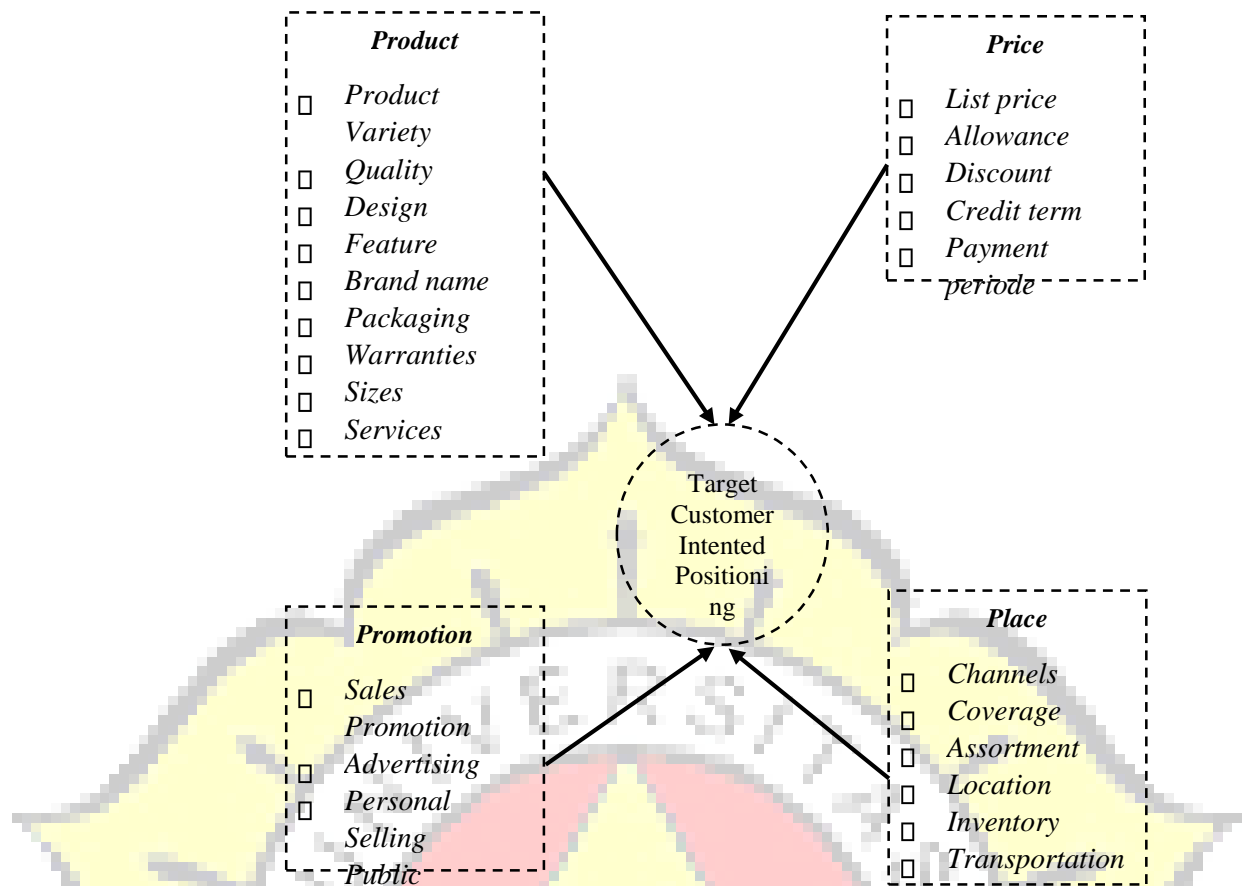 Product
Product
Variety
Quality
Design
Feature
Brand name
Packaging
Warranties
Sizes
Services
Price
List price
Allowance
Discount
Credit term
Payment
periode
Target
Customer
Intented
Positioni
ng
Promotion
Sales
Promotion
Advertising
Personal
Selling
Public
Place
Channels
Coverage
Assortment
Location
Inventory
Transportation